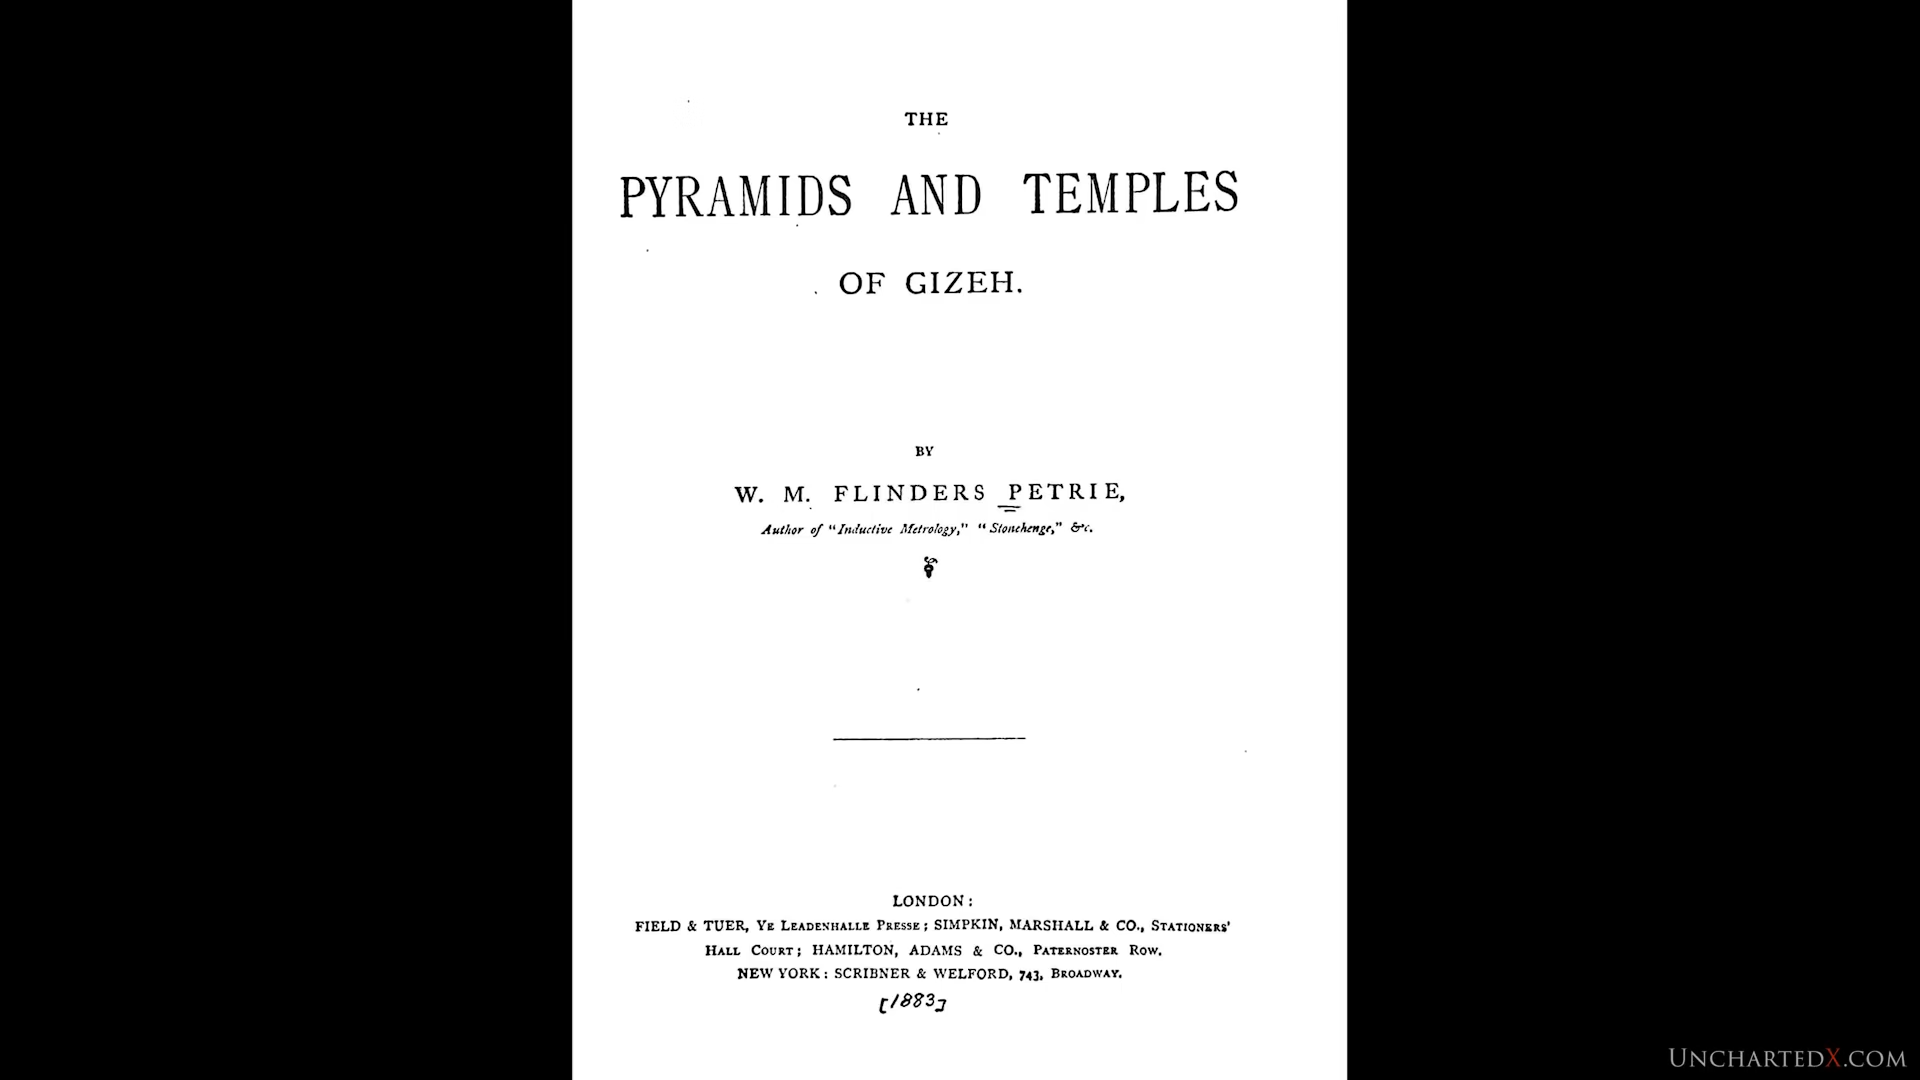 THE
PYRAMIDS AND TEMPLES
OF GIZEH.
BY
W. M. FLINDERS PETRIE,
Author of "Inductive Metrology," "Stonehenge," &c.
LONDON:
FIELD & TUER, YE LEADENHALLE PRESSE; SIMPKIN, MARSHALL & CO., STATIONERS'
HALL COURT; HAMILTON, ADAMS & CO., PATERNOSTER ROW.
NEW YORK: SCRIBNER & WELFORD, 743, BROADWAY.
[1883]
UNCHARTEDX.COM